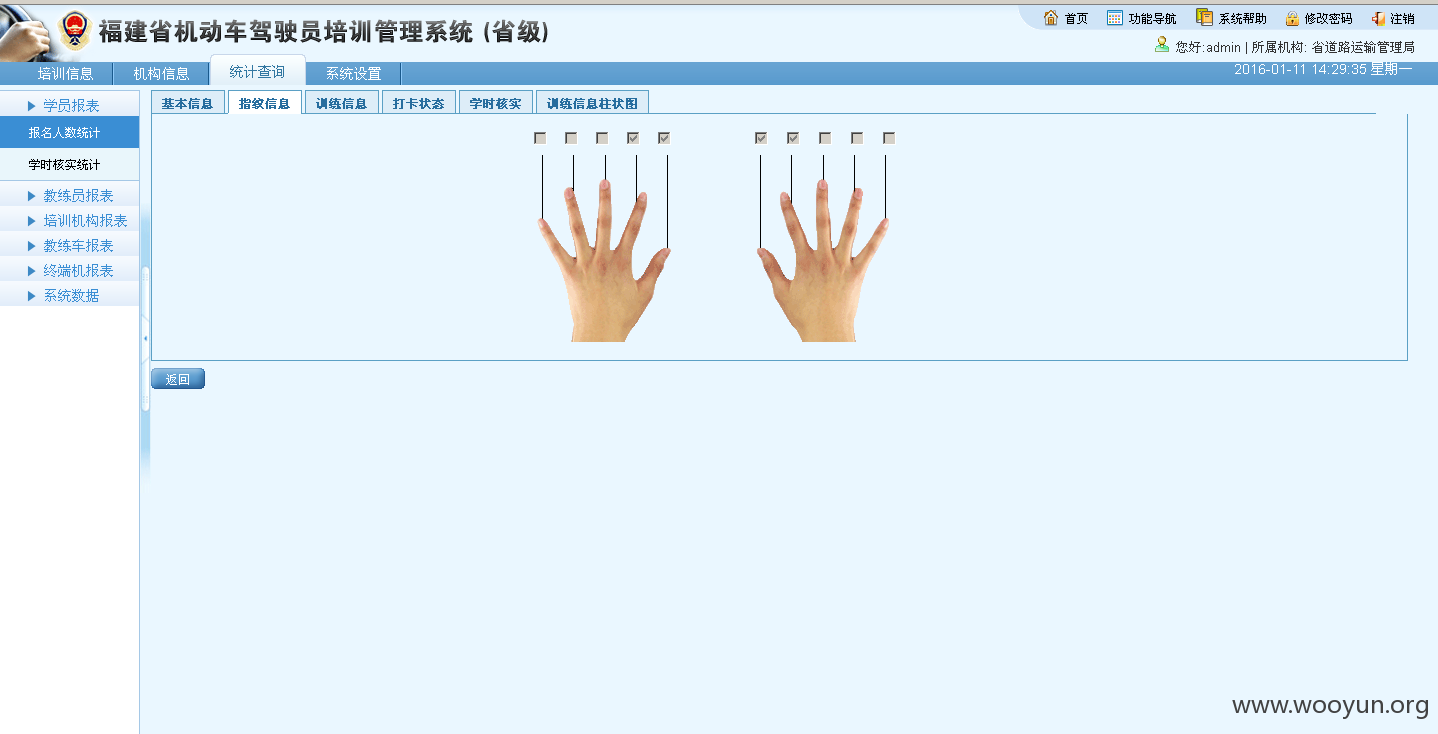 福建省机动车驾驶员培训管理系统 (省级)
首页 功能导航 系统帮助 修改密码 注销
您好:admin | 所属机构: 省道路运输管理局
培训信息 机构信息 统计查询 系统设置
2016-01-11 14:29:35 星期一
学员报表
报名人数统计
学时核实统计
教练员报表
培训机构报表
教练车报表
终端机报表
系统数据
基本信息 指纹信息 训练信息 打卡状态 学时核实 训练信息柱状图
返回
www.wooyun.org